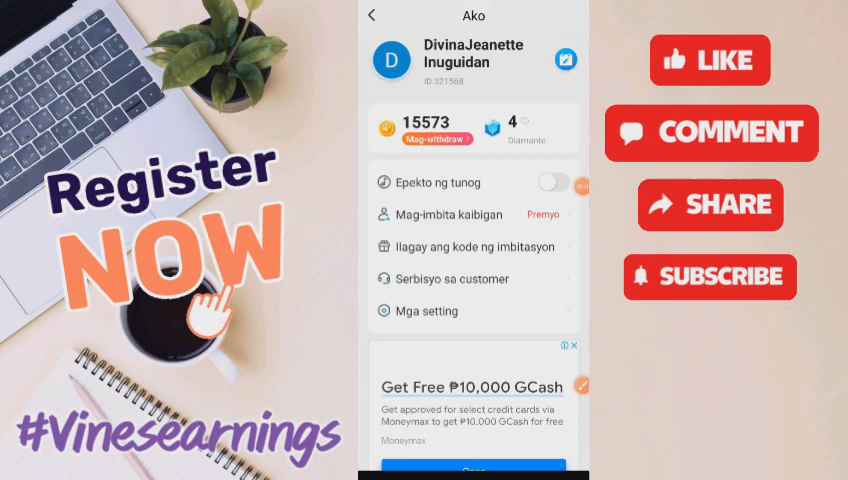 Register
NOW
#Vinesearnings
Ako
D
DivinaJeanette
Inuguidan
ID:321568
15573
Mag-withdraw
4
Diamante
Epekto ng tunog
Mag-imbita kaibigan
Premyo
Ilagay ang kode ng imbitasyon
Serbisyo sa customer
Mga setting
Get Free ₱10,000 GCash
Get approved for select credit cards via
Moneymax to get ₱10,000 GCash for free
Moneymax
LIKE
COMMENT
SHARE
SUBSCRIBE